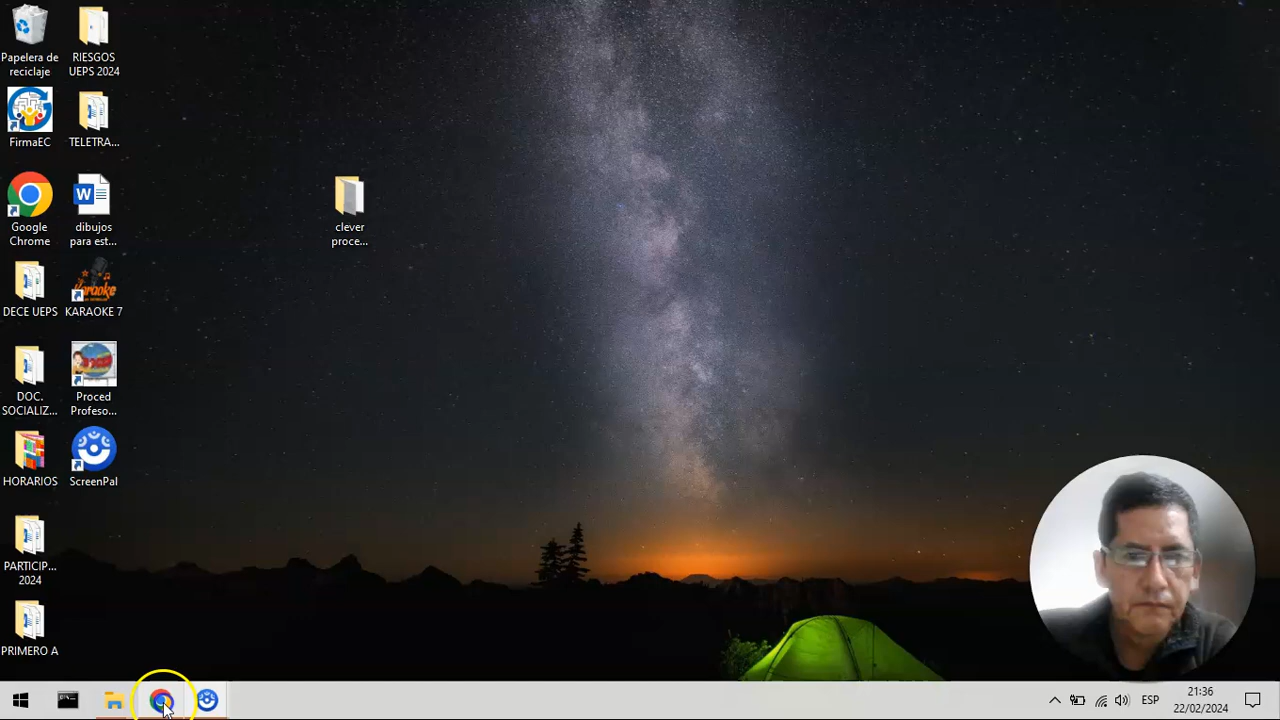 Papelera de
reciclaje
RIESGOS
UEPS 2024
FirmaEC
TELETRA...
Google
Chrome
W
dibujos
para est...
clever
proce...
DECE UEPS
Karaoke
KARAOKE 7
DOC.
SOCIALIZ...
Proced
Profeso...
HORARIOS
ScreenPal
PARTICIP...
2024
PRIMERO A
ESP
21:36
22/02/2024